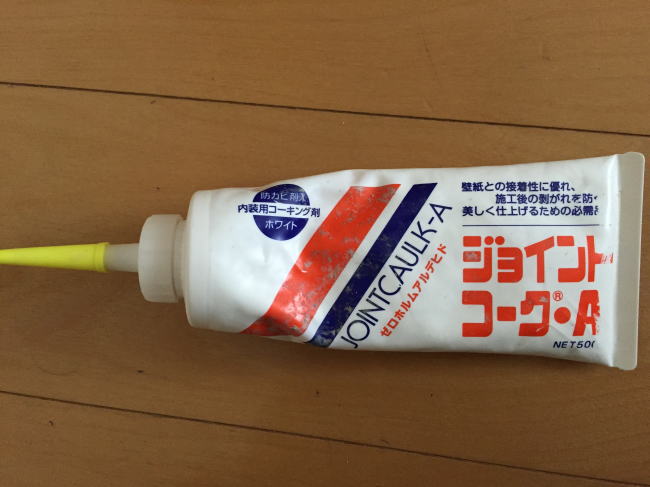 防カビ剤入
内装用コーキング剤
ホワイト
JOINTCAULK-A
ゼロホルムアルデヒド
壁紙との接着性に優れ、
施工後の剥がれを防
美しく仕上げるための必需
ジョイント
コーク®・A
NET500